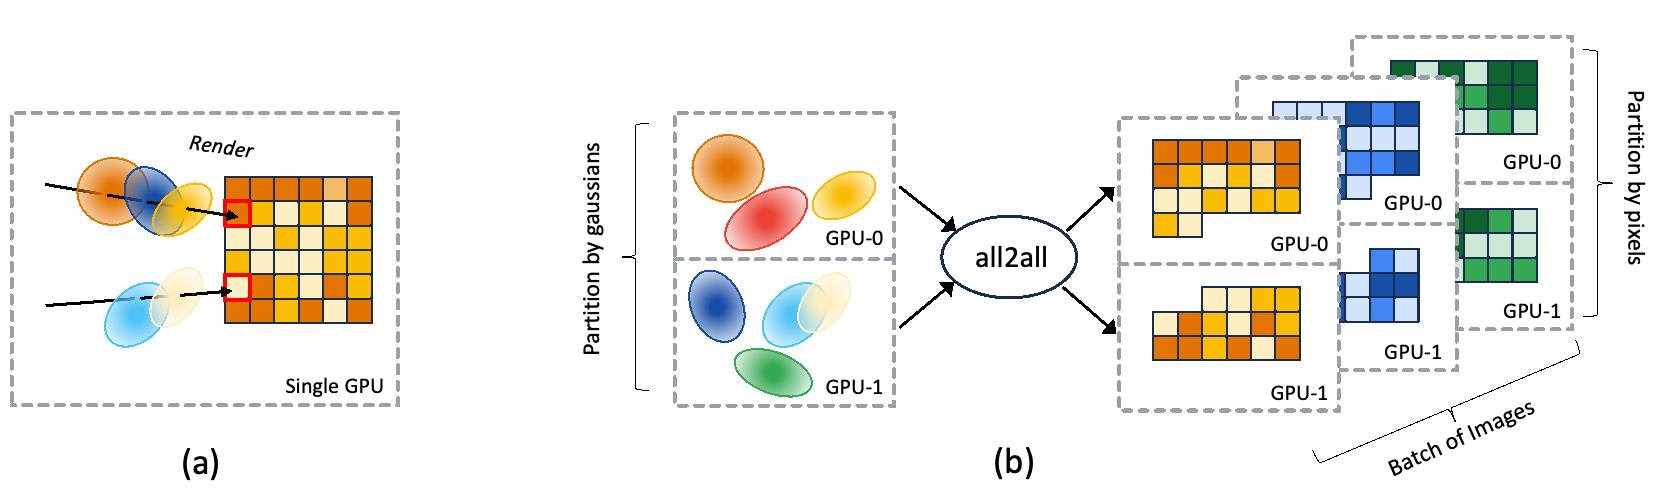 Render
Single GPU
(a)
Partition by gaussians
GPU-0
GPU-1
all2all
GPU-0
GPU-1
GPU-0
GPU-1
GPU-0
GPU-1
Partition by pixels
Batch of Images
(b)